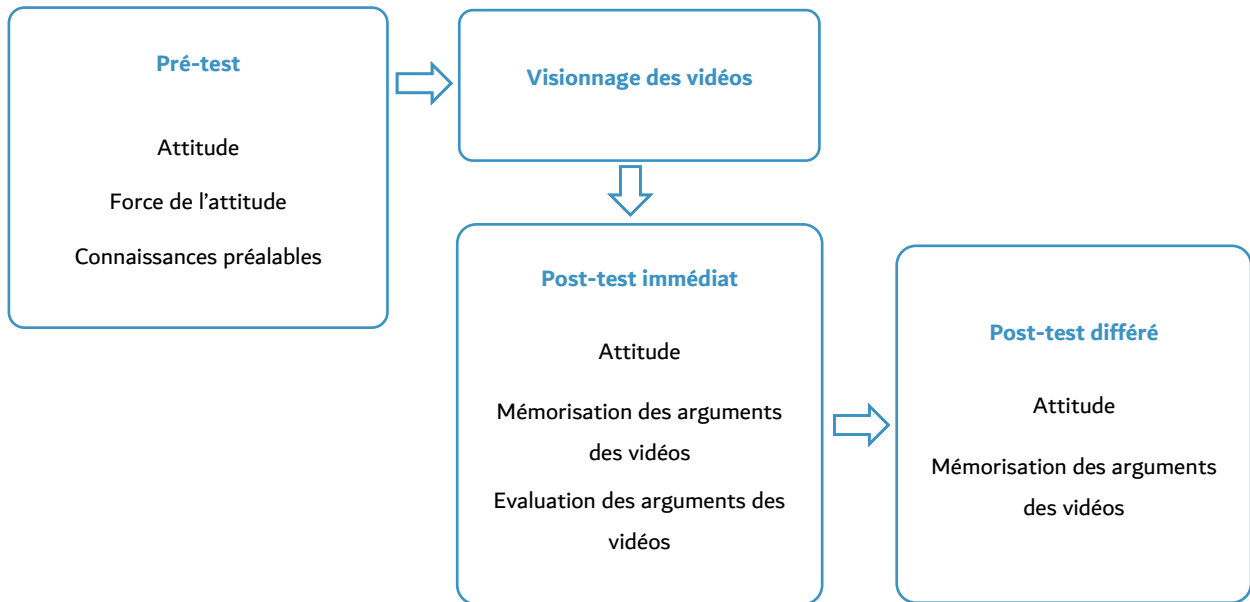 Pré-test
Attitude
Force de l’attitude
Connaissances préalables
Visionnage des vidéos
Post-test immédiat
Attitude
Mémorisation des arguments
des vidéos
Evaluation des arguments des
vidéos
Post-test différé
Attitude
Mémorisation des arguments
des vidéos